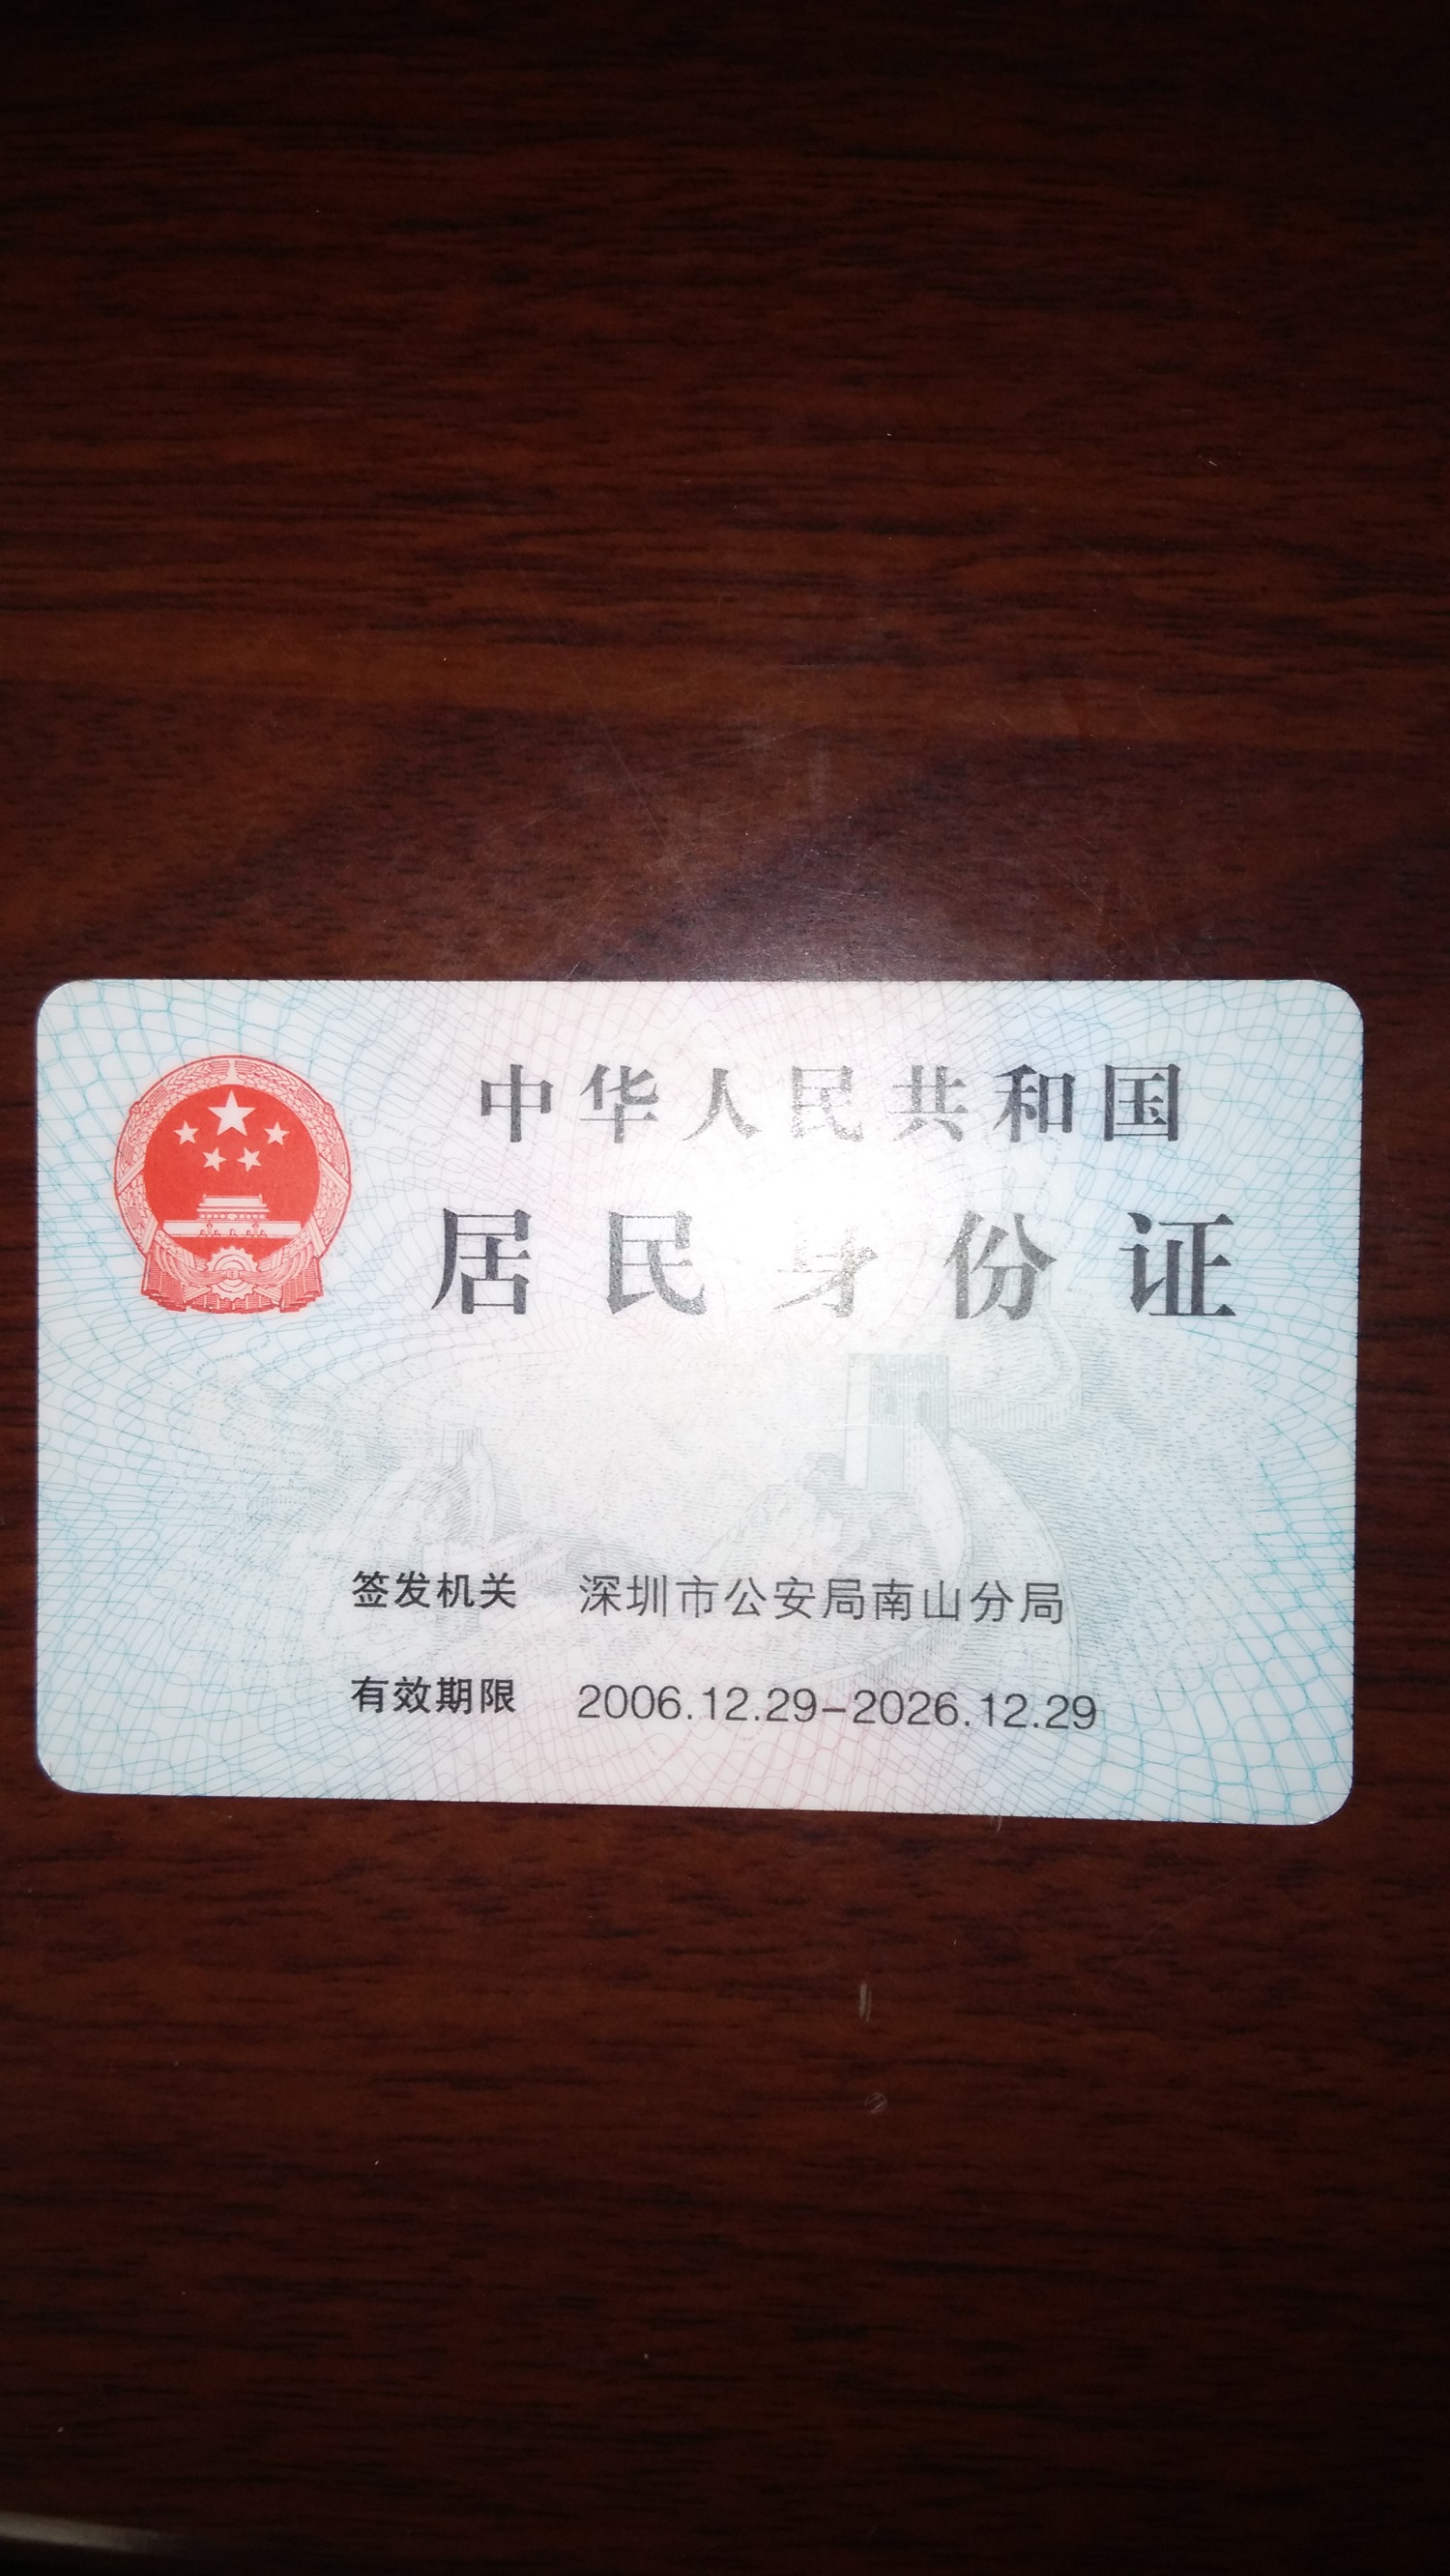 中华人民共和国
居民身份证
签发机关 深圳市公安局南山分局
有效期限 2006.12.29-2026.12.29